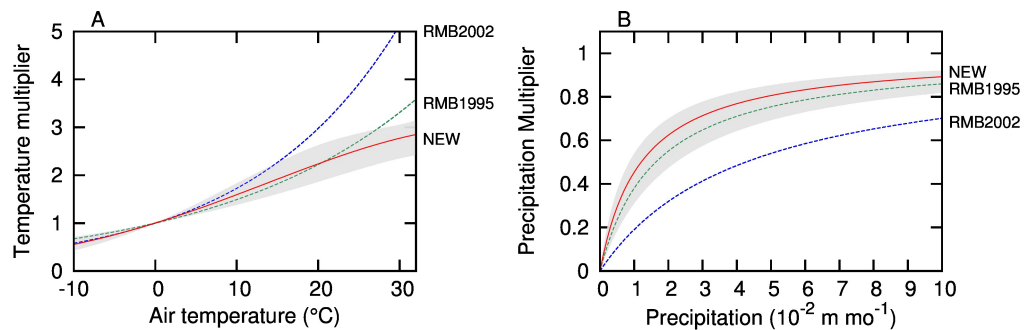 A
Temperature multiplier
5
4
3
2
1
0
-10
0
10
20
30
Air temperature (°C)
RMB2002
RMB1995
NEW
B
Precipitation Multiplier
1
0.8
0.6
0.4
0.2
0
0 1 2 3 4 5 6 7 8 9 10
Precipitation (10⁻² m mo⁻¹)
NEW
RMB1995
RMB2002